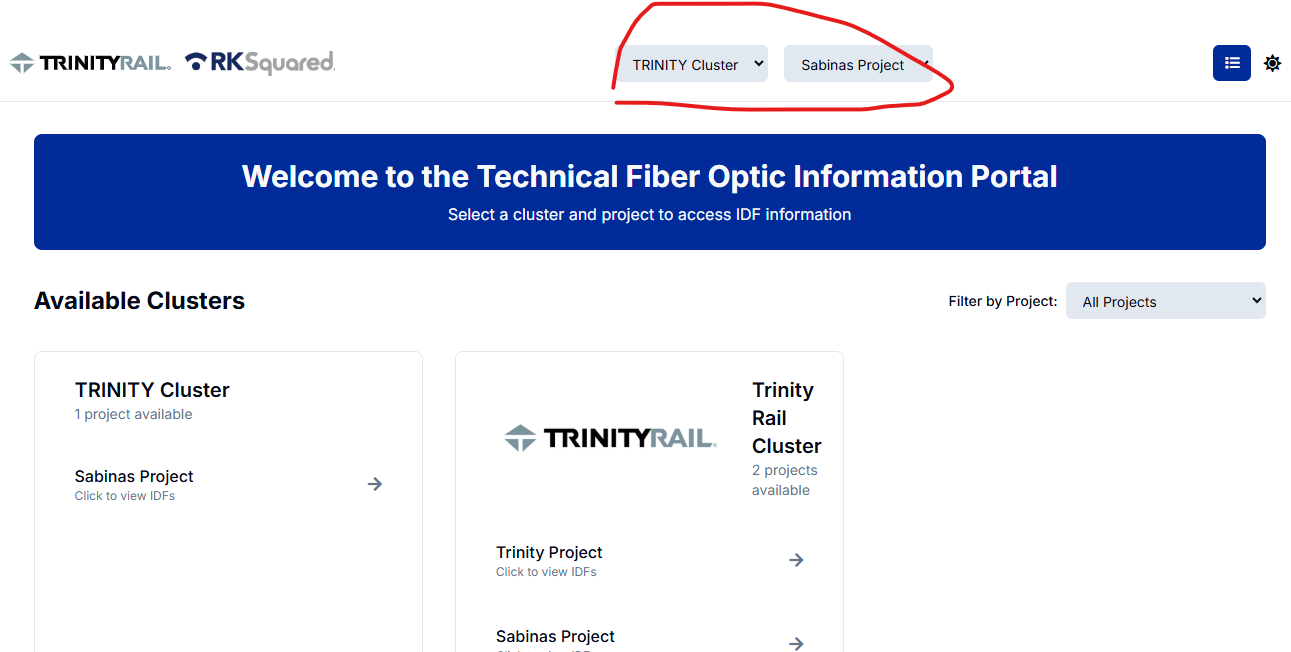 TRINITYRAIL® RKSquared.
TRINITY Cluster Sabinas Project
Welcome to the Technical Fiber Optic Information Portal
Select a cluster and project to access IDF information
Available Clusters
Filter by Project: All Projects
TRINITY Cluster
1 project available
Sabinas Project
Click to view IDFs
TRINITYRAIL®
Trinity
Rail
Cluster
2 projects
available
Trinity Project
Click to view IDFs
Sabinas Project